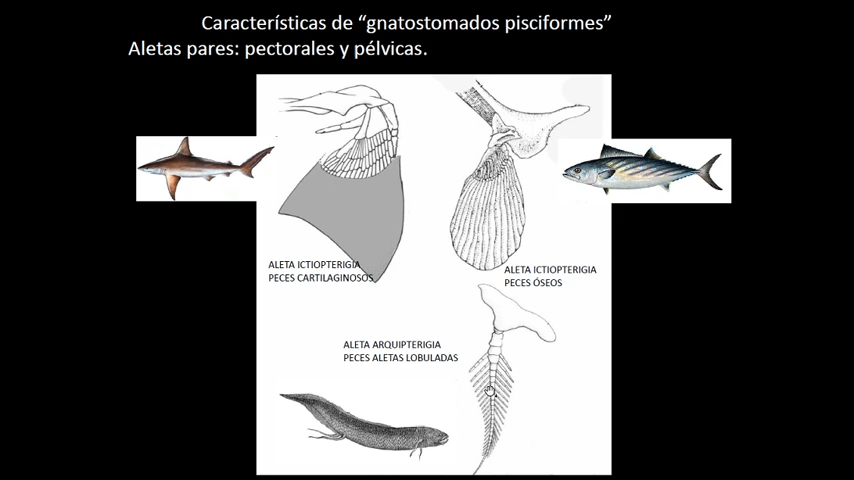 Características de “gnatostomados pisciformes”
Aletas pares: pectorales y pélvicas.
ALETA ICTIOPTERIGIA
PECES CARTILAGINOSOS
ALETA ICTIOPTERIGIA
PECES ÓSEOS
ALETA ARQUIPTERIGIA
PECES ALETAS LOBULADAS